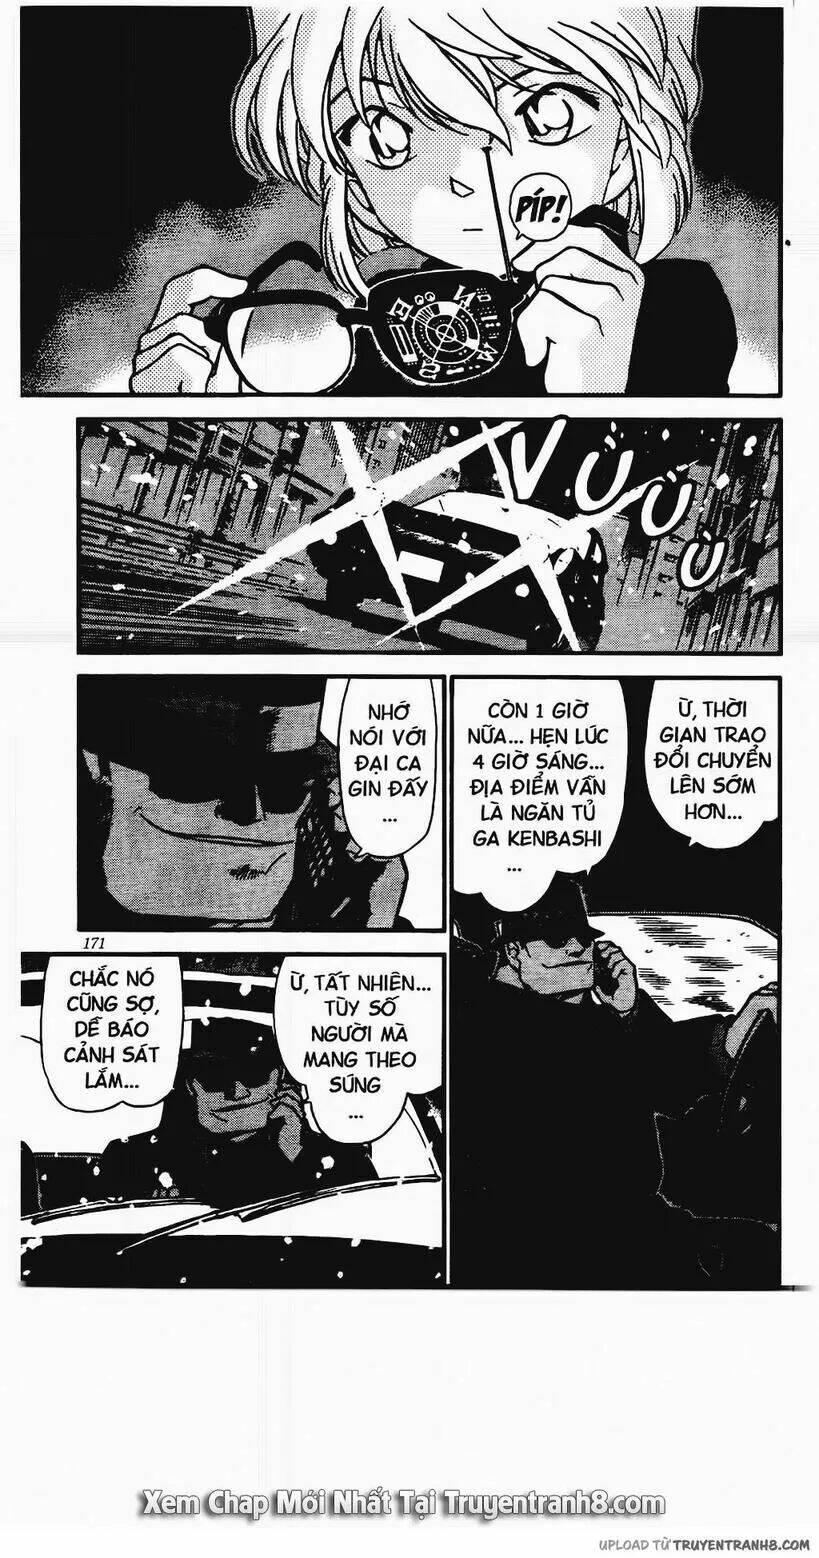 PÍP!
VÙÙÙÙ
Ừ, THỜI
GIAN TRAO
ĐỔI CHUYỂN
LÊN SỚM
HƠN...
CÒN 1 GIỜ
NỮA... HẸN LÚC
4 GIỜ SÁNG...
ĐỊA ĐIỂM VẪN
LÀ NGĂN TỦ
GA KENBASHI
...
NHỚ
NÓI VỚI
ĐẠI CA
GIN ĐẤY
...
171
Ừ, TẤT NHIÊN...
TÙY SỐ
NGƯỜI MÀ
MANG THEO
SÚNG
...
CHẮC NÓ
CŨNG SỢ,
DỄ BÁO
CẢNH SÁT
LẮM...
Xem Chap Mới Nhất Tại Truyentranh8.com
UPLOAD TỪ TRUYENTRANH8.COM